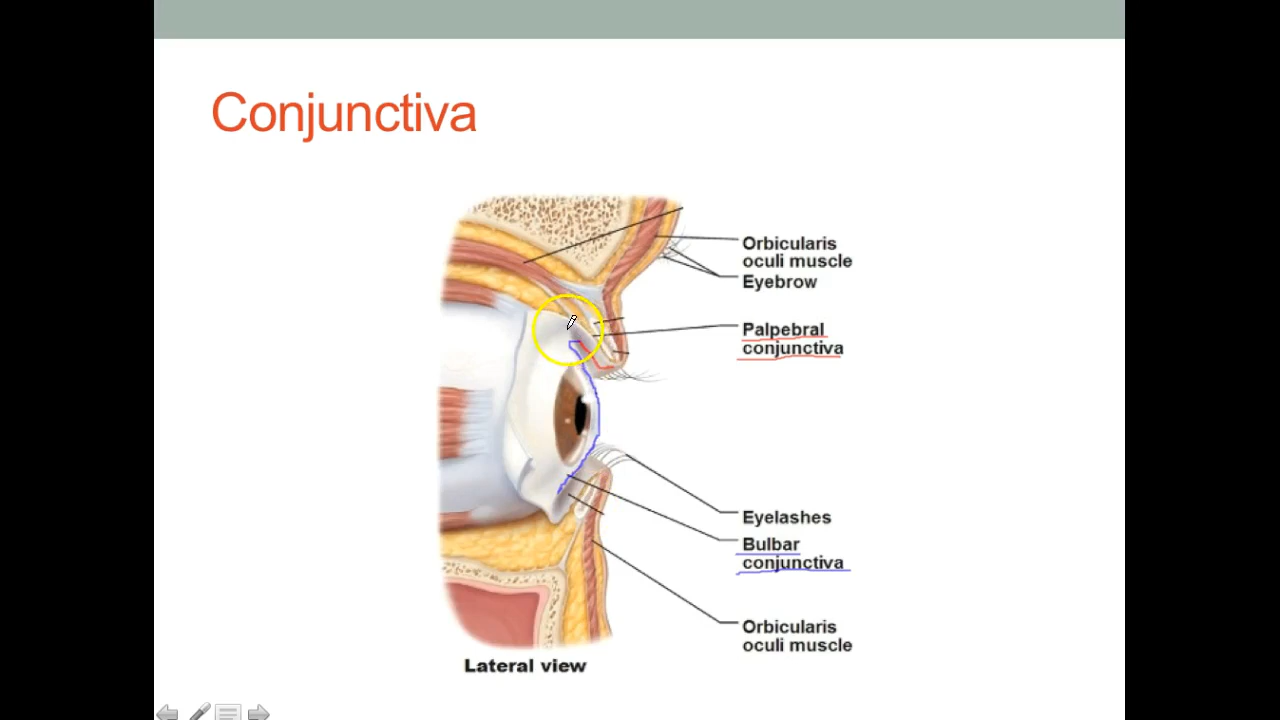 Conjunctiva
Orbicularis
oculi muscle
Eyebrow
Palpebral
conjunctiva
Eyelashes
Bulbar
conjunctiva
Orbicularis
oculi muscle
Lateral view